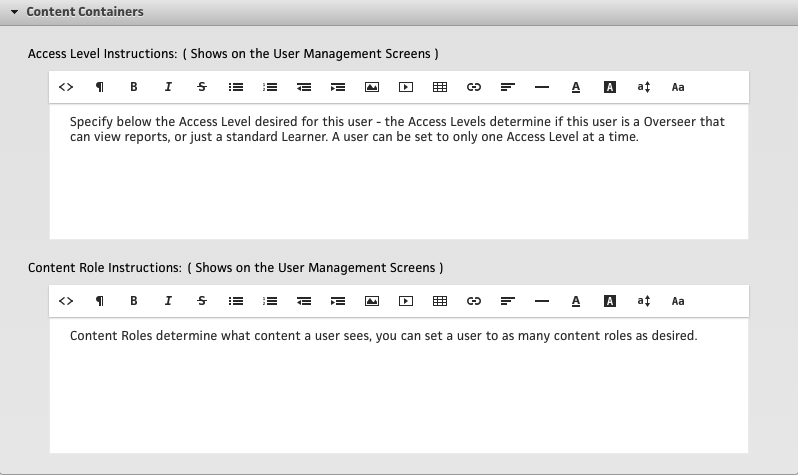 Content Containers
Access Level Instructions: ( Shows on the User Management Screens )
<> ¶ B I S A A a Aa
Specify below the Access Level desired for this user - the Access Levels determine if this user is a Overseer that
can view reports, or just a standard Learner. A user can be set to only one Access Level at a time.
Content Role Instructions: ( Shows on the User Management Screens )
<> ¶ B I S A A a Aa
Content Roles determine what content a user sees, you can set a user to as many content roles as desired.